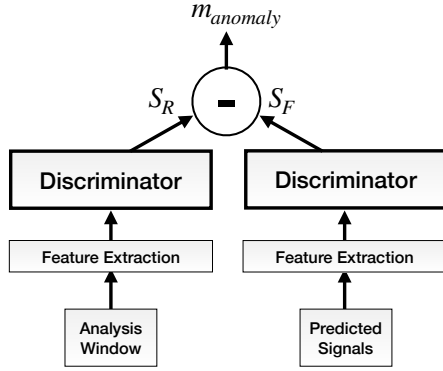 m_anomaly
S_R - S_F
Discriminator Discriminator
Feature Extraction Feature Extraction
Analysis Predicted
Window Signals